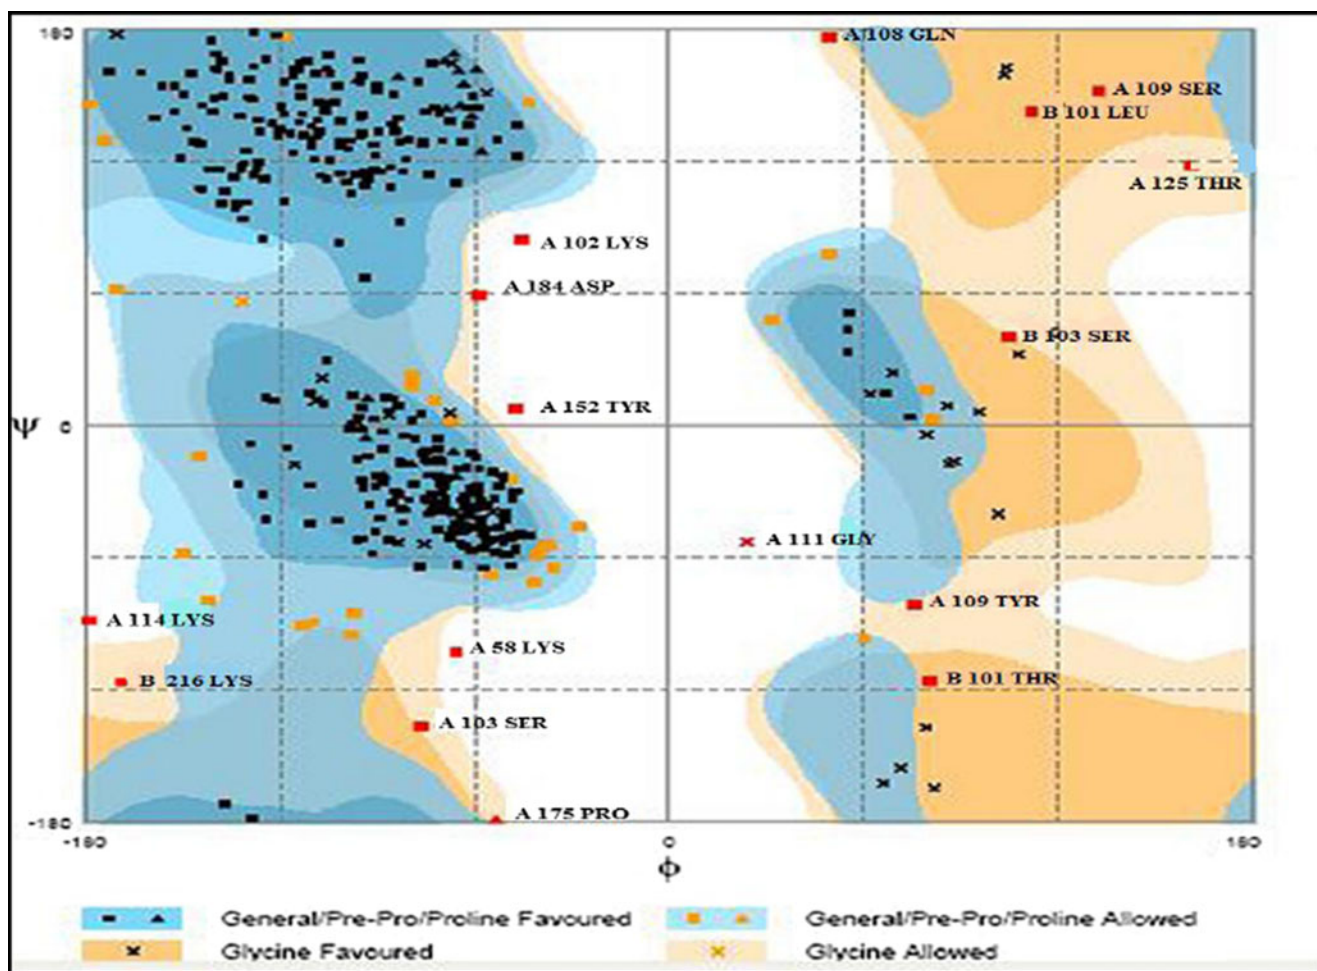 180
A 108 GLN
A 109 SER
B 101 LEU
A 125 THR
A 102 LYS
A 184 ASP
B 103 SER
A 152 TYR
Ψ 0
A 111 GLY
A 109 TYR
A 114 LYS
A 58 LYS
B 216 LYS
B 101 THR
A 103 SER
A 175 PRO
-180
-180 0 180
ϕ
General/Pre-Pro/Proline Favoured General/Pre-Pro/Proline Allowed
Glycine Favoured Glycine Allowed